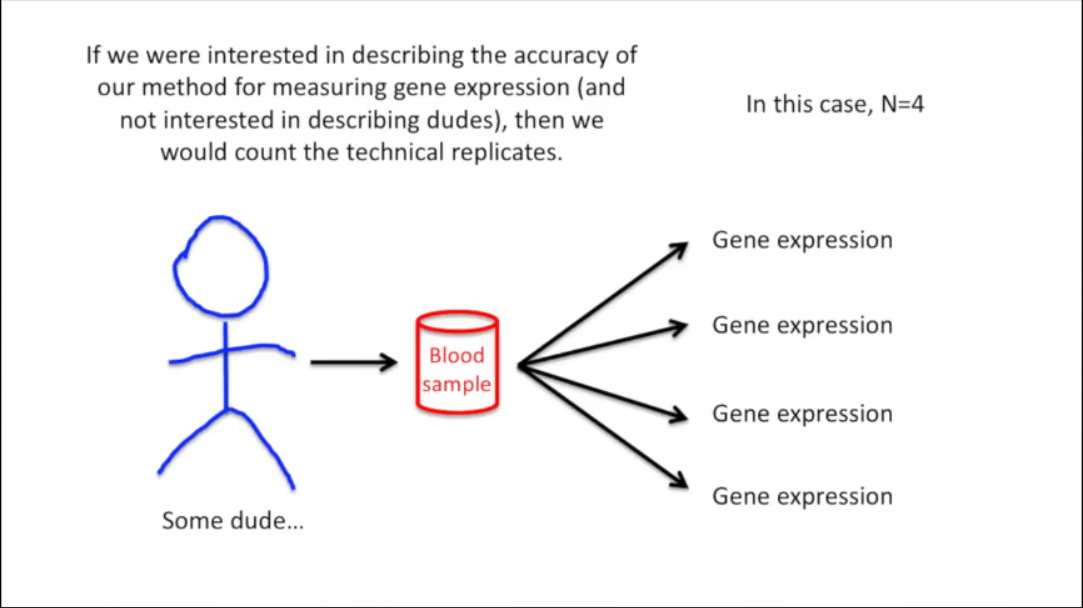 If we were interested in describing the accuracy of
our method for measuring gene expression (and
not interested in describing dudes), then we
would count the technical replicates.
In this case, N=4
Gene expression
Gene expression
Blood
sample
Gene expression
Gene expression
Some dude...